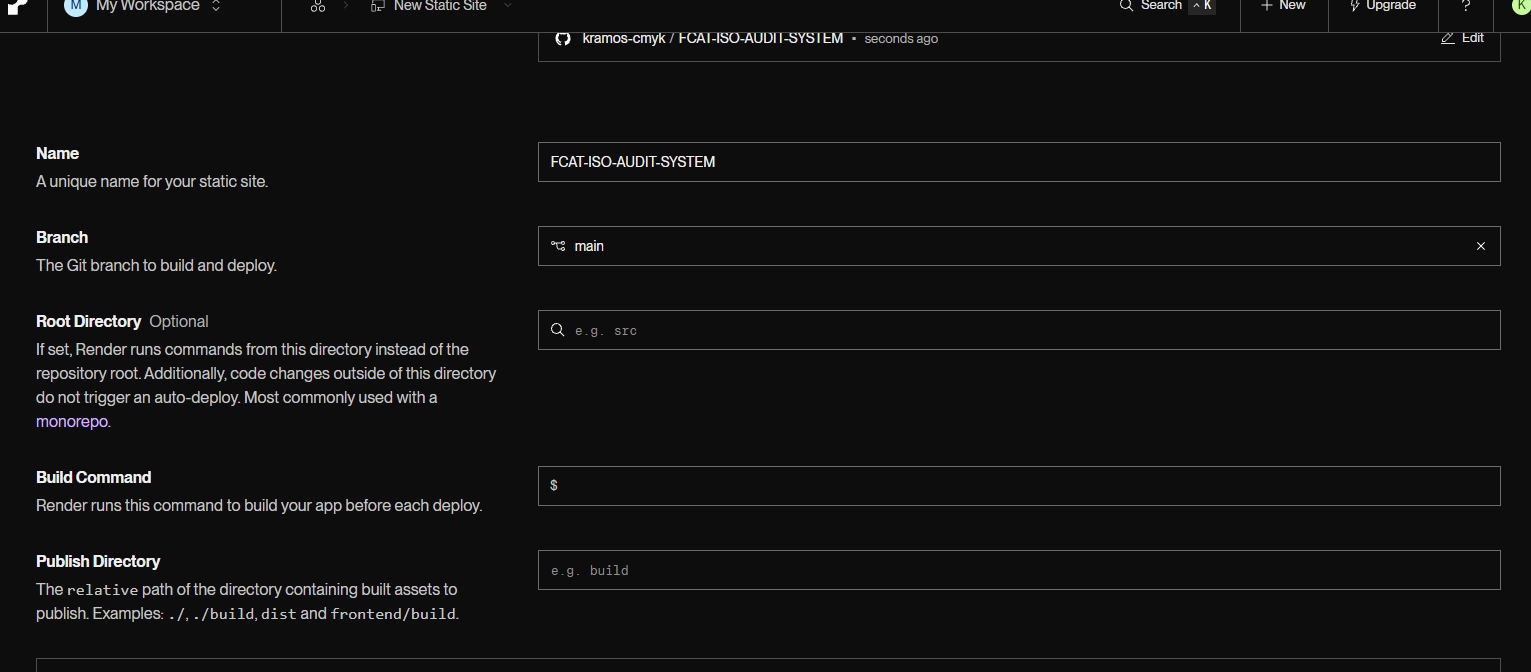 M My Workspace New Static Site Search ^ K + New Upgrade ? K
kramos-cmyk / FCAT-ISO-AUDIT-SYSTEM • seconds ago Edit
Name
A unique name for your static site.
FCAT-ISO-AUDIT-SYSTEM
Branch
The Git branch to build and deploy.
main
Root Directory Optional
If set, Render runs commands from this directory instead of the
repository root. Additionally, code changes outside of this directory
do not trigger an auto-deploy. Most commonly used with a
monorepo.
e.g. src
Build Command
Render runs this command to build your app before each deploy.
$
Publish Directory
The relative path of the directory containing built assets to
publish. Examples: ./, ./build, dist and frontend/build.
e.g. build